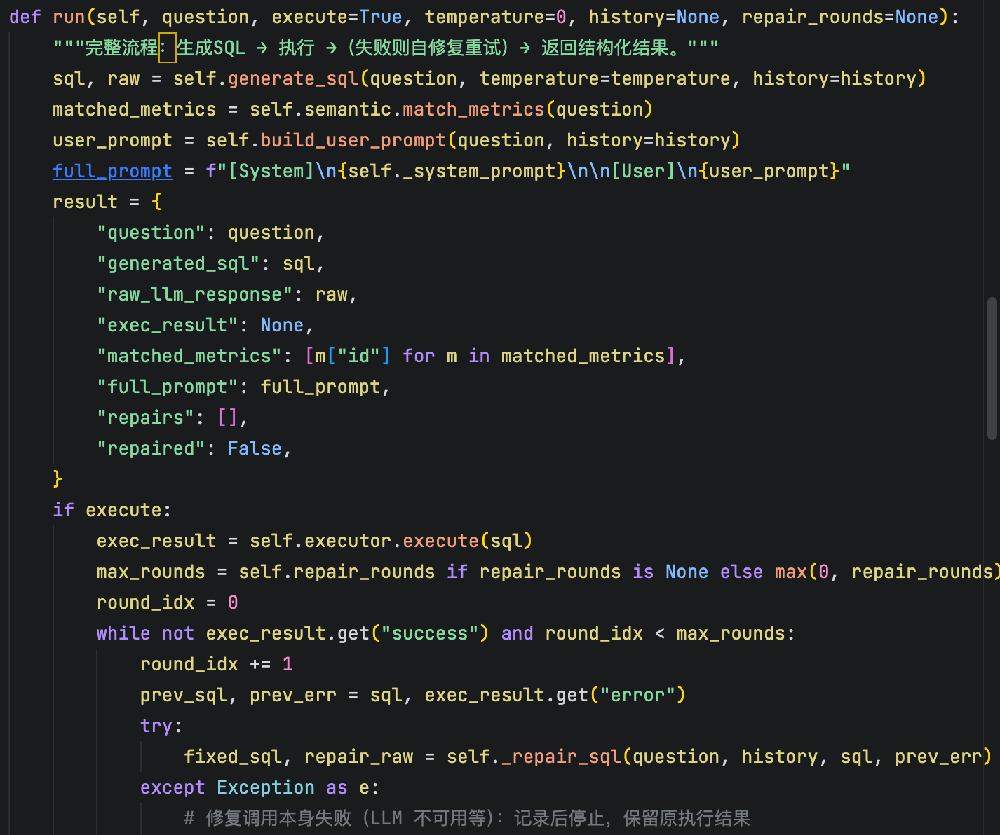 def run(self, question, execute=True, temperature=0, history=None, repair_rounds=None):
    """完整流程：生成SQL → 执行 →（失败则自修复重试）→ 返回结构化结果。"""
    sql, raw = self.generate_sql(question, temperature=temperature, history=history)
    matched_metrics = self.semantic.match_metrics(question)
    user_prompt = self.build_user_prompt(question, history=history)
    full_prompt = f"[System]\n{self._system_prompt}\n\n[User]\n{user_prompt}"
    result = {
        "question": question,
        "generated_sql": sql,
        "raw_llm_response": raw,
        "exec_result": None,
        "matched_metrics": [m["id"] for m in matched_metrics],
        "full_prompt": full_prompt,
        "repairs": [],
        "repaired": False,
    }
    if execute:
        exec_result = self.executor.execute(sql)
        max_rounds = self.repair_rounds if repair_rounds is None else max(0, repair_rounds)
        round_idx = 0
        while not exec_result.get("success") and round_idx < max_rounds:
            round_idx += 1
            prev_sql, prev_err = sql, exec_result.get("error")
            try:
                fixed_sql, repair_raw = self._repair_sql(question, history, sql, prev_err)
            except Exception as e:
                # 修复调用本身失败（LLM 不可用等）：记录后停止，保留原执行结果